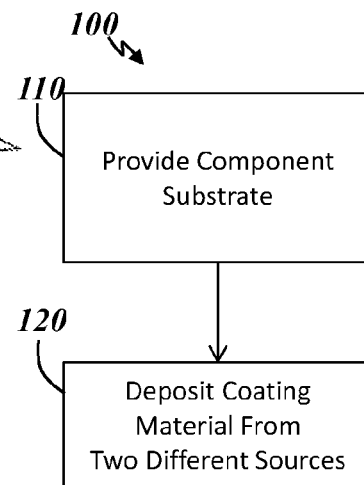 100
110
Provide Component
Substrate
120
Deposit Coating
Material From
Two Different Sources